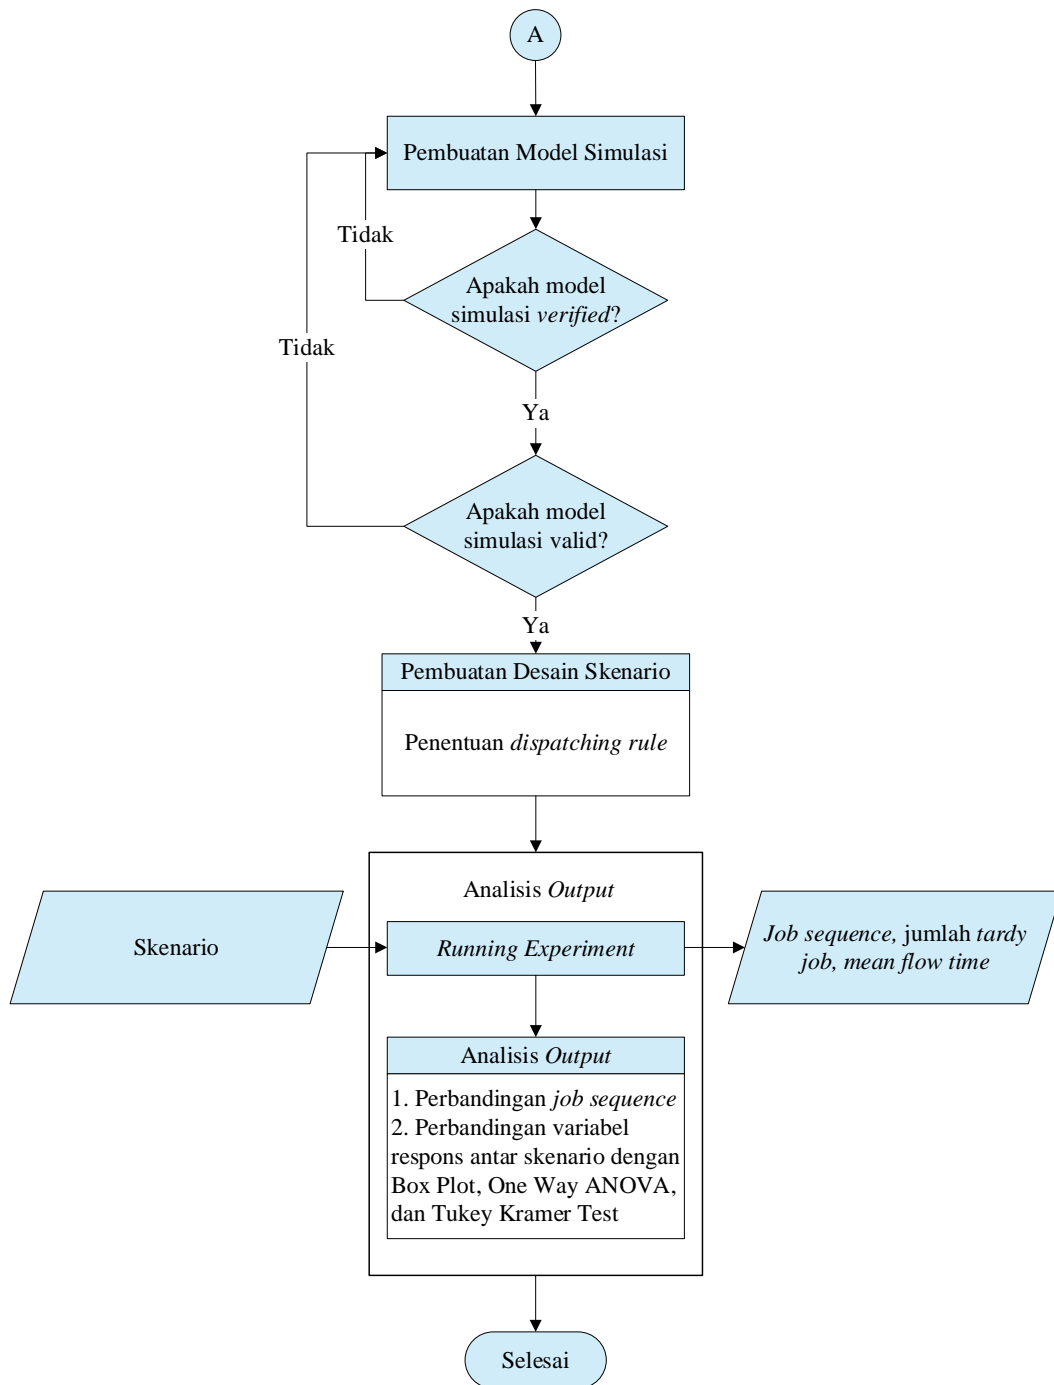 A
Pembuatan Model Simulasi
Tidak
Apakah model
simulasi verified?
Tidak
Ya
Apakah model
simulasi valid?
Ya
Pembuatan Desain Skenario
Penentuan dispatching rule
Analisis Output
Skenario
Running Experiment
Job sequence, jumlah tardy
job, mean flow time
Analisis Output
1. Perbandingan job sequence
2. Perbandingan variabel
respons antar skenario dengan
Box Plot, One Way ANOVA,
dan Tukey Kramer Test
Selesai